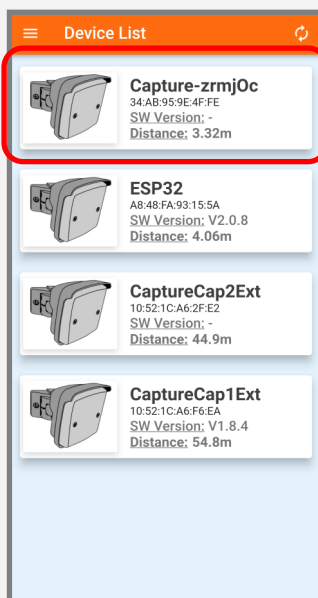 Device List
Capture-zrmjOc
34:AB:95:9E:4F:FE
SW Version: -
Distance: 3.32m
ESP32
A8:48:FA:93:15:5A
SW Version: V2.0.8
Distance: 4.06m
CaptureCap2Ext
10:52:1C:A6:2F:E2
SW Version: -
Distance: 44.9m
CaptureCap1Ext
10:52:1C:A6:F6:EA
SW Version: V1.8.4
Distance: 54.8m